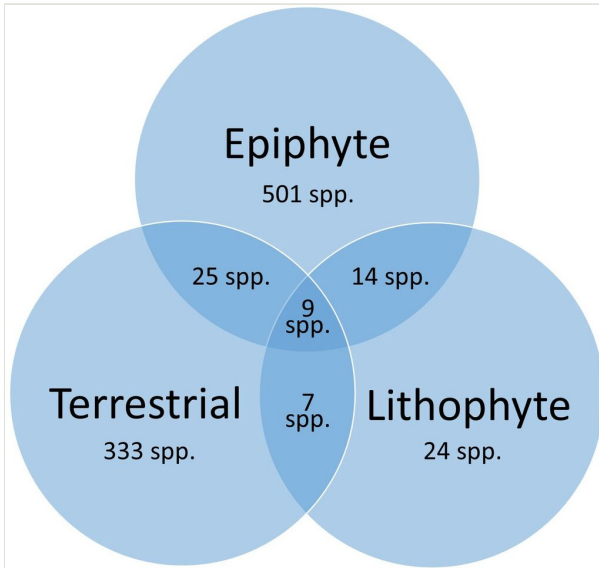 Epiphyte
501 spp.
25 spp.
14 spp.
9
spp.
Terrestrial
333 spp.
7
spp.
Lithophyte
24 spp.